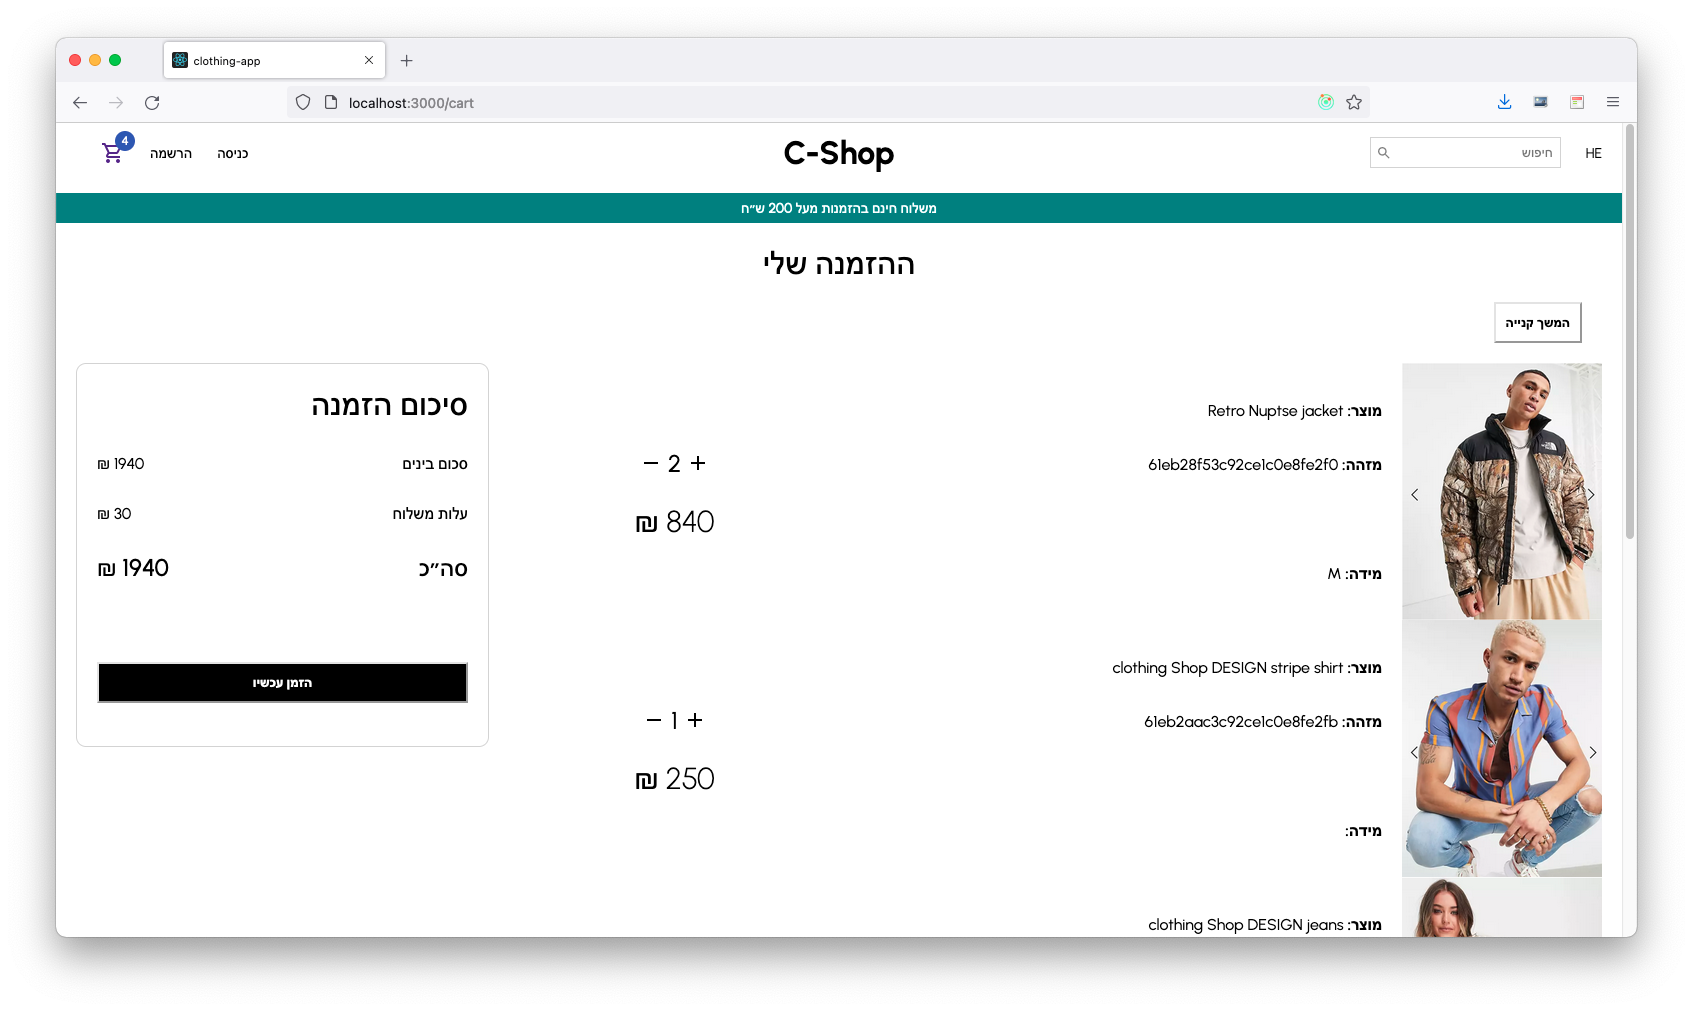 clothing-app
localhost:3000/cart
HE
חיפוש
C-Shop
כניסה
הרשמה
4
משלוח חינם בהזמנות מעל 200 ש״ח
ההזמנה שלי
המשך קנייה
מוצר: Retro Nuptse jacket
מזהה: 61eb28f53c92ce1c0e8fe2f0
2
₪ 840
מידה: M
מוצר: clothing Shop DESIGN stripe shirt
מזהה: 61eb2aac3c92ce1c0e8fe2fb
1
₪ 250
מידה:
מוצר: clothing Shop DESIGN jeans
סיכום הזמנה
סכום בינים ₪ 1940
עלות משלוח ₪ 30
סה״כ ₪ 1940
הזמן עכשיו